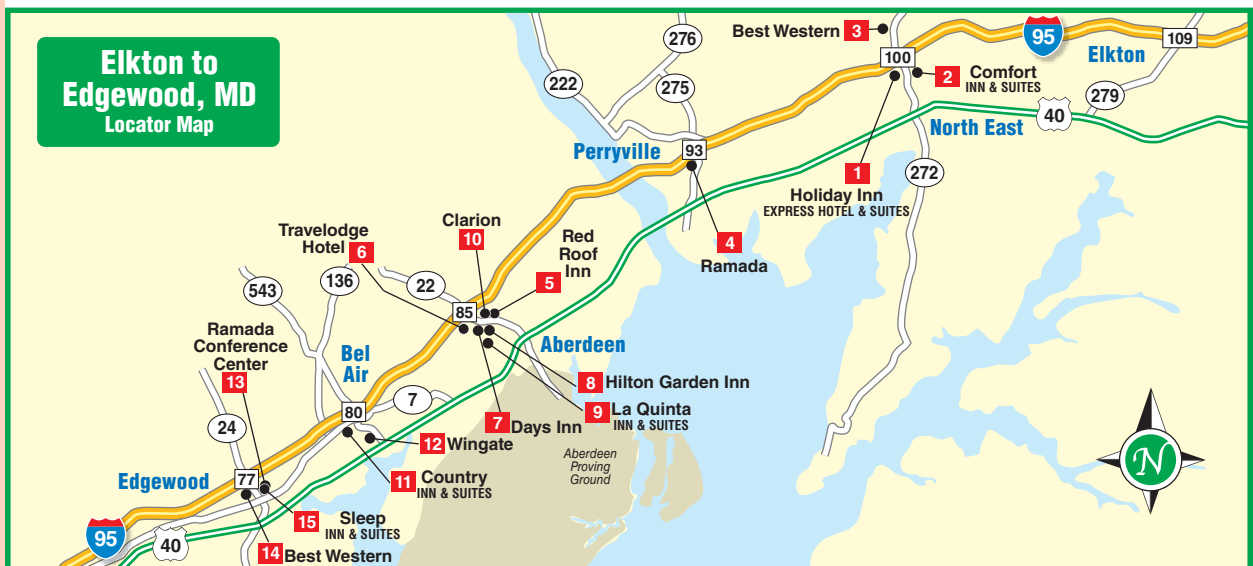 Elkton to
Edgewood, MD
Locator Map
276
222
275
Best Western 3
100
95
109
Elkton
2 Comfort
INN & SUITES
279
40
North East
Perryville
93
1
Holiday Inn
EXPRESS HOTEL & SUITES
272
4
Ramada
Clarion
10
Travelodge
Hotel 6
Red
Roof
Inn
5
543
136
22
85
Ramada
Conference
Center
13
Bel
Air
Aberdeen
8 Hilton Garden Inn
80
7
9 La Quinta
INN & SUITES
7 Days Inn
24
12 Wingate
Aberdeen
Proving
Ground
Edgewood
77
11 Country
INN & SUITES
N
15 Sleep
INN & SUITES
95
40
14 Best Western